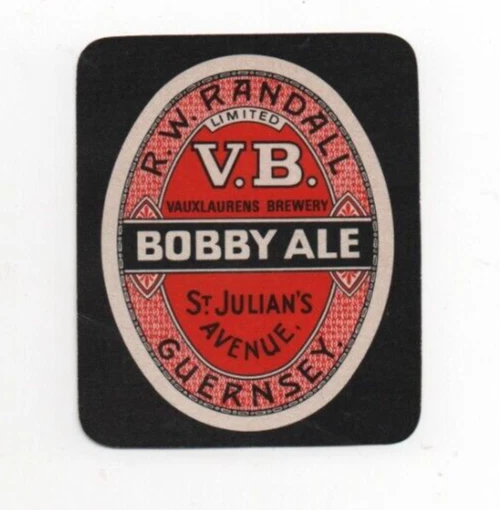 R.W. RANDALL
LIMITED
V.B.
VAUXLAURENS BREWERY
BOBBY ALE
ST JULIAN'S
AVENUE.
GUERNSEY.